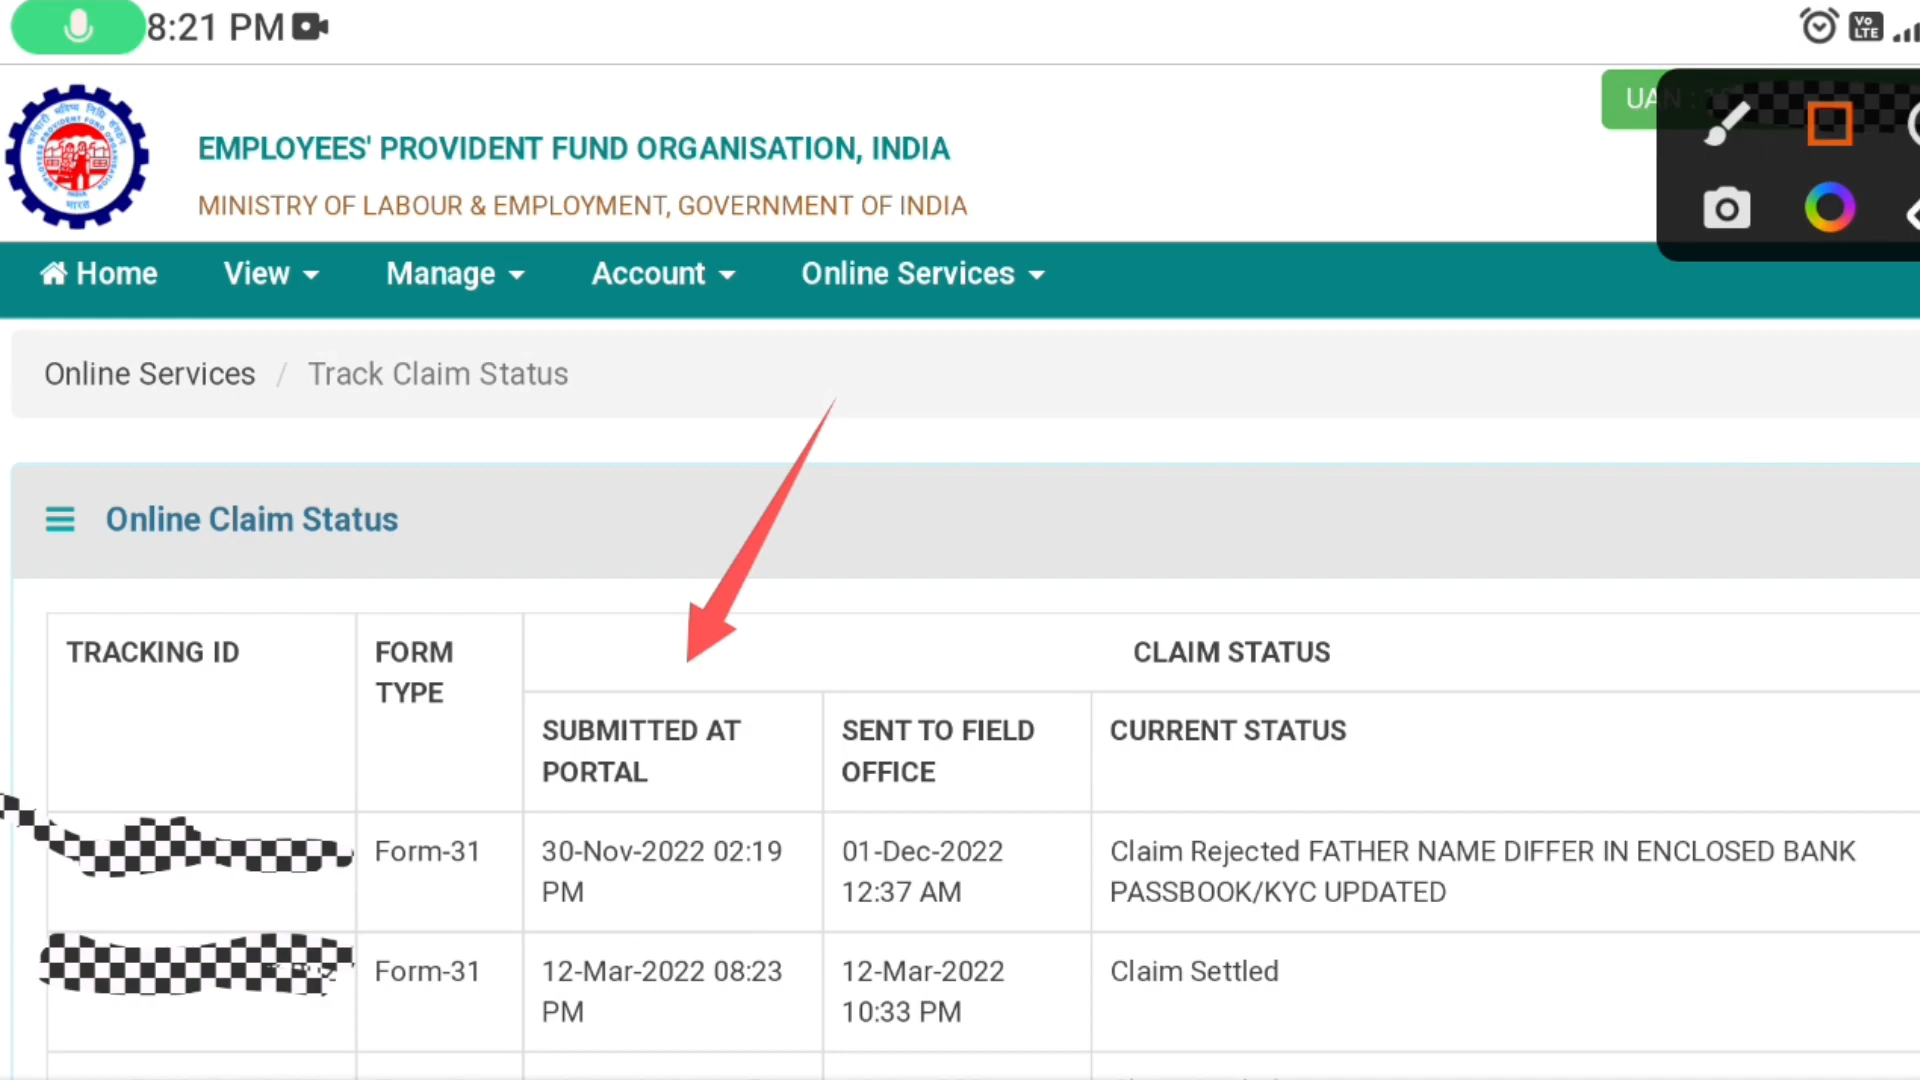 8:21 PM
Vo LTE
UAN :
EMPLOYEES' PROVIDENT FUND ORGANISATION, INDIA
MINISTRY OF LABOUR & EMPLOYMENT, GOVERNMENT OF INDIA
Home View Manage Account Online Services
Online Services / Track Claim Status
Online Claim Status
TRACKING ID
FORM
TYPE
CLAIM STATUS
SUBMITTED AT
PORTAL
SENT TO FIELD
OFFICE
CURRENT STATUS
Form-31
30-Nov-2022 02:19
PM
01-Dec-2022
12:37 AM
Claim Rejected FATHER NAME DIFFER IN ENCLOSED BANK
PASSBOOK/KYC UPDATED
Form-31
12-Mar-2022 08:23
PM
12-Mar-2022
10:33 PM
Claim Settled